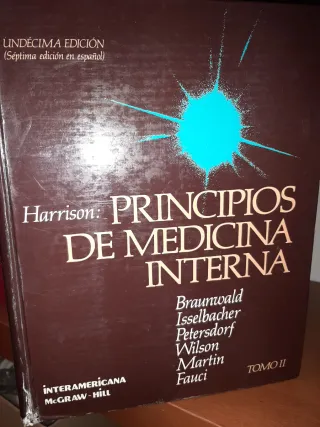 UNDÉCIMA EDICIÓN
(Séptima edición en español)
Harrison: PRINCIPIOS
DE MEDICINA
INTERNA
Braunwald
Isselbacher
Petersdorf
Wilson
Martin
Fauci
TOMO II
INTERAMERICANA
McGRAW-HILL